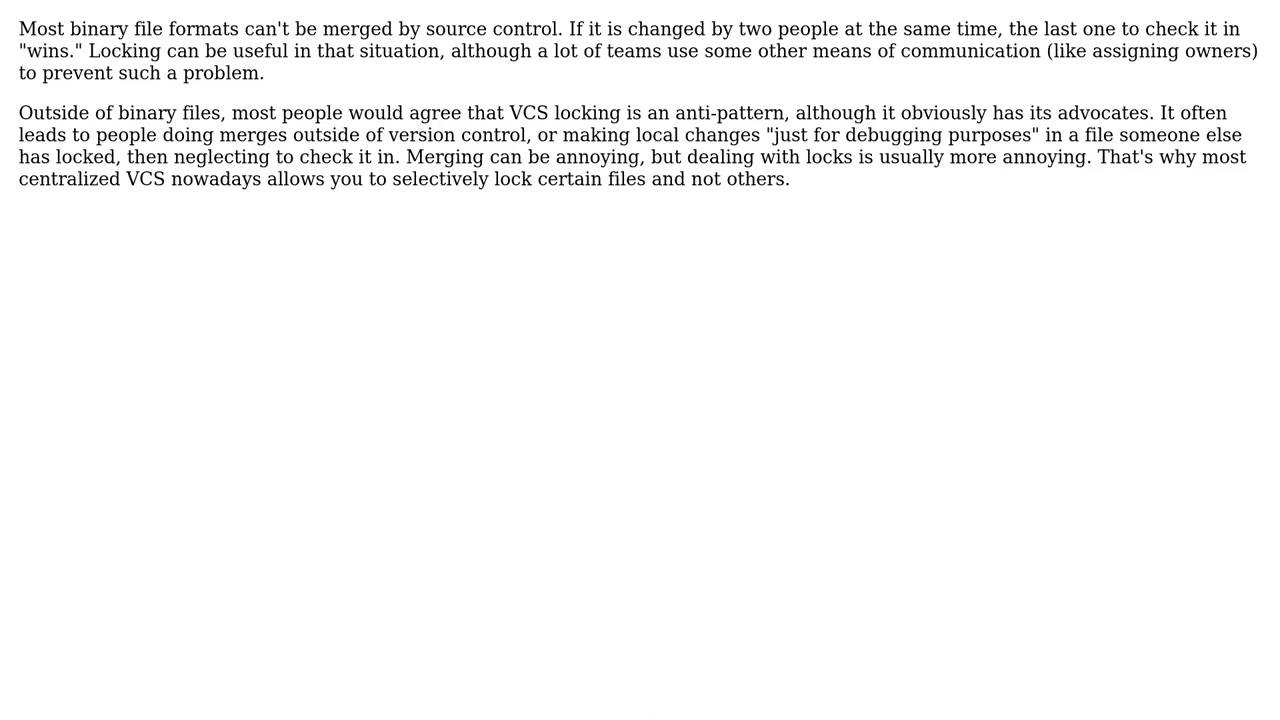 Most binary file formats can't be merged by source control. If it is changed by two people at the same time, the last one to check it in
"wins." Locking can be useful in that situation, although a lot of teams use some other means of communication (like assigning owners)
to prevent such a problem.
Outside of binary files, most people would agree that VCS locking is an anti-pattern, although it obviously has its advocates. It often
leads to people doing merges outside of version control, or making local changes "just for debugging purposes" in a file someone else
has locked, then neglecting to check it in. Merging can be annoying, but dealing with locks is usually more annoying. That's why most
centralized VCS nowadays allows you to selectively lock certain files and not others.